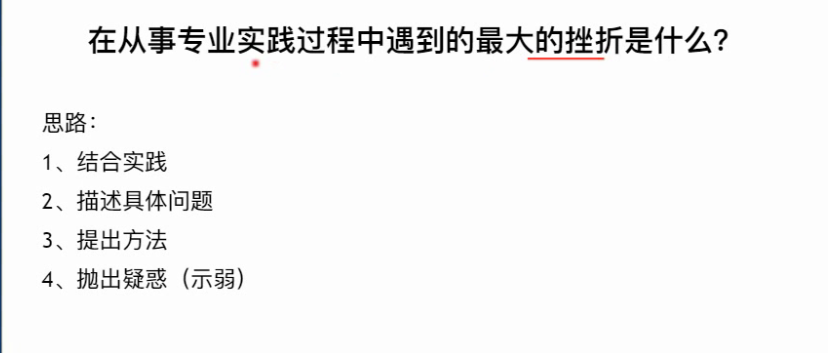 在从事专业实践过程中遇到的最大的挫折是什么?
思路：
1、结合实践
2、描述具体问题
3、提出方法
4、抛出疑惑（示弱）